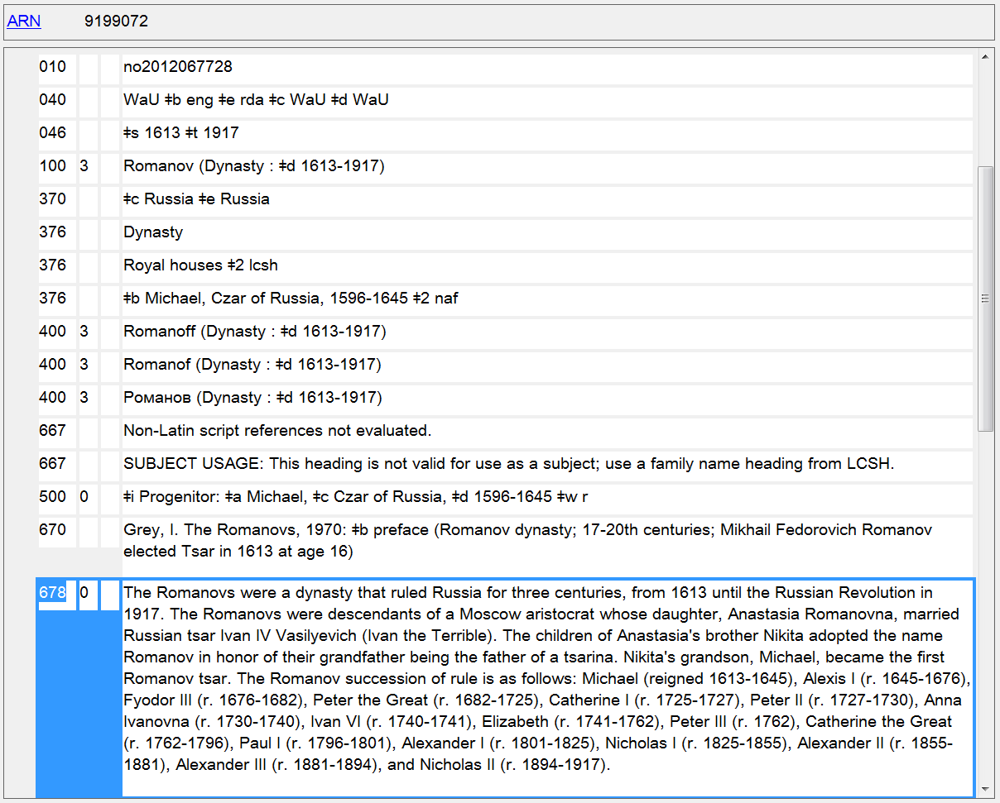 ARN 9199072
010 no2012067728
040 WaU ǂb eng ǂe rda ǂc WaU ǂd WaU
046 ǂs 1613 ǂt 1917
100 3 Romanov (Dynasty : ǂd 1613-1917)
370 ǂc Russia ǂe Russia
376 Dynasty
376 Royal houses ǂ2 lcsh
376 ǂb Michael, Czar of Russia, 1596-1645 ǂ2 naf
400 3 Romanoff (Dynasty : ǂd 1613-1917)
400 3 Romanof (Dynasty : ǂd 1613-1917)
400 3 Романов (Dynasty : ǂd 1613-1917)
667 Non-Latin script references not evaluated.
667 SUBJECT USAGE: This heading is not valid for use as a subject; use a family name heading from LCSH.
500 0 ǂi Progenitor: ǂa Michael, ǂc Czar of Russia, ǂd 1596-1645 ǂw r
670 Grey, I. The Romanovs, 1970: ǂb preface (Romanov dynasty; 17-20th centuries; Mikhail Fedorovich Romanov
elected Tsar in 1613 at age 16)
678 0 The Romanovs were a dynasty that ruled Russia for three centuries, from 1613 until the Russian Revolution in
1917. The Romanovs were descendants of a Moscow aristocrat whose daughter, Anastasia Romanovna, married
Russian tsar Ivan IV Vasilyevich (Ivan the Terrible). The children of Anastasia's brother Nikita adopted the name
Romanov in honor of their grandfather being the father of a tsarina. Nikita's grandson, Michael, became the first
Romanov tsar. The Romanov succession of rule is as follows: Michael (reigned 1613-1645), Alexis I (r. 1645-1676),
Fyodor III (r. 1676-1682), Peter the Great (r. 1682-1725), Catherine I (r. 1725-1727), Peter II (r. 1727-1730), Anna
Ivanovna (r. 1730-1740), Ivan VI (r. 1740-1741), Elizabeth (r. 1741-1762), Peter III (r. 1762), Catherine the Great
(r. 1762-1796), Paul I (r. 1796-1801), Alexander I (r. 1801-1825), Nicholas I (r. 1825-1855), Alexander II (r. 1855-
1881), Alexander III (r. 1881-1894), and Nicholas II (r. 1894-1917).